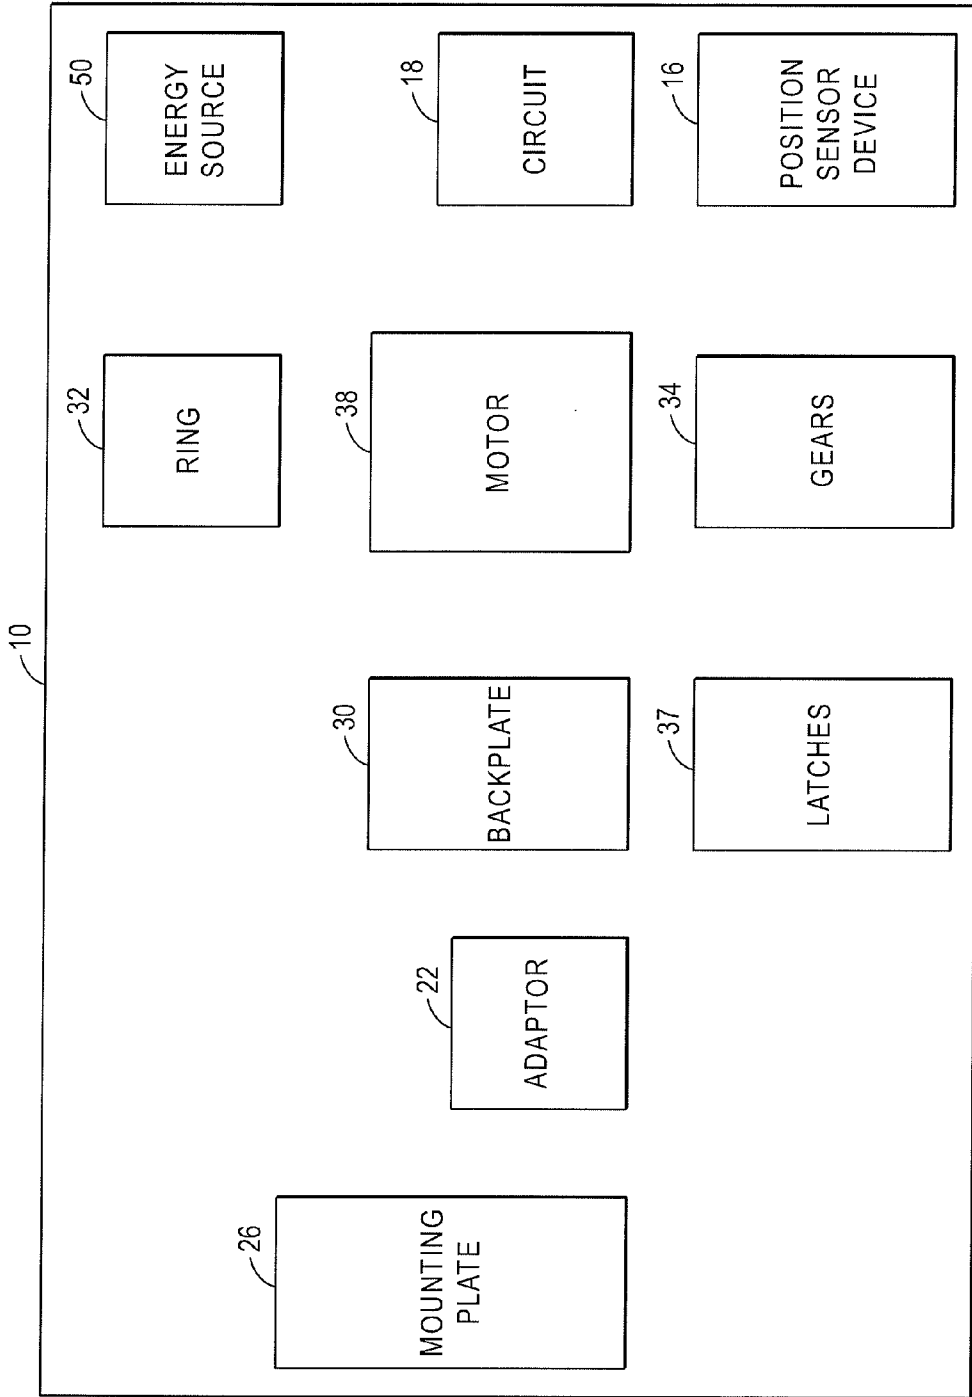 10
26
MOUNTING
PLATE
22
ADAPTOR
30
BACKPLATE
37
LATCHES
32
RING
38
MOTOR
34
GEARS
50
ENERGY
SOURCE
18
CIRCUIT
16
POSITION
SENSOR
DEVICE